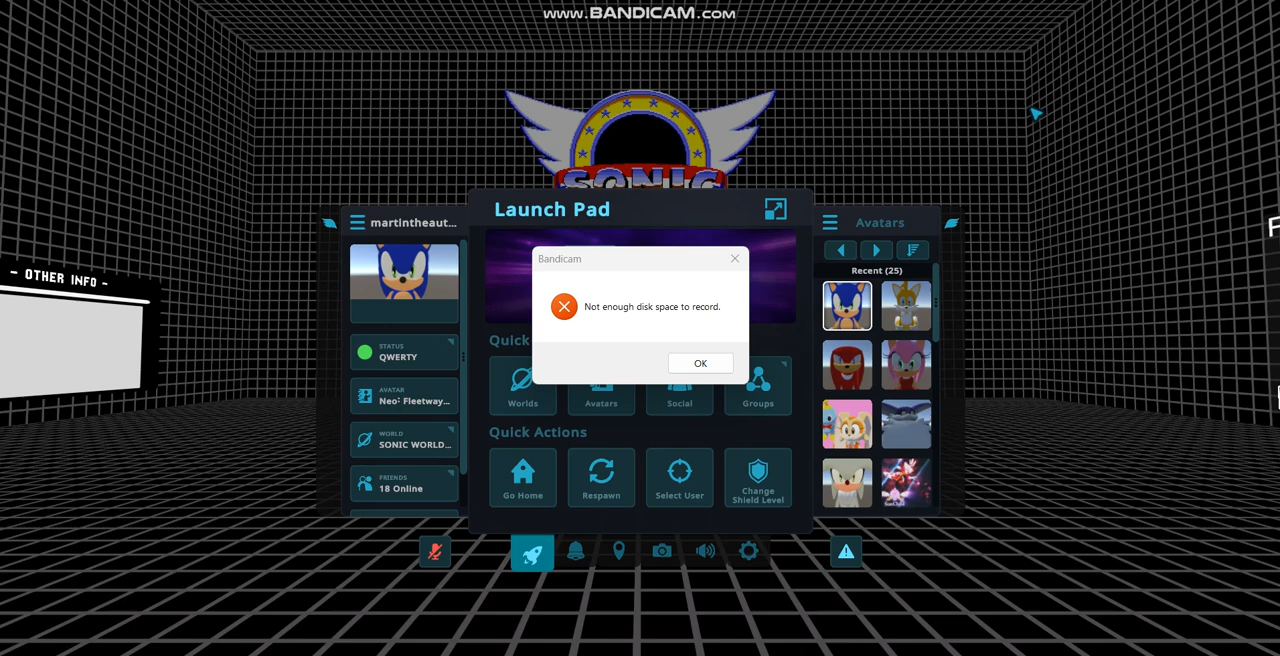 www.BANDICAM.com
SONIC
- OTHER INFO -
martintheaut...
STATUS
QWERTY
AVATAR
Neo: Fleetway...
WORLD
SONIC WORLD...
FRIENDS
18 Online
Launch Pad
Bandicam
Not enough disk space to record.
OK
Quick
Worlds
Avatars
Social
Groups
Quick Actions
Go Home
Respawn
Select User
Change
Shield Level
Avatars
Recent (25)